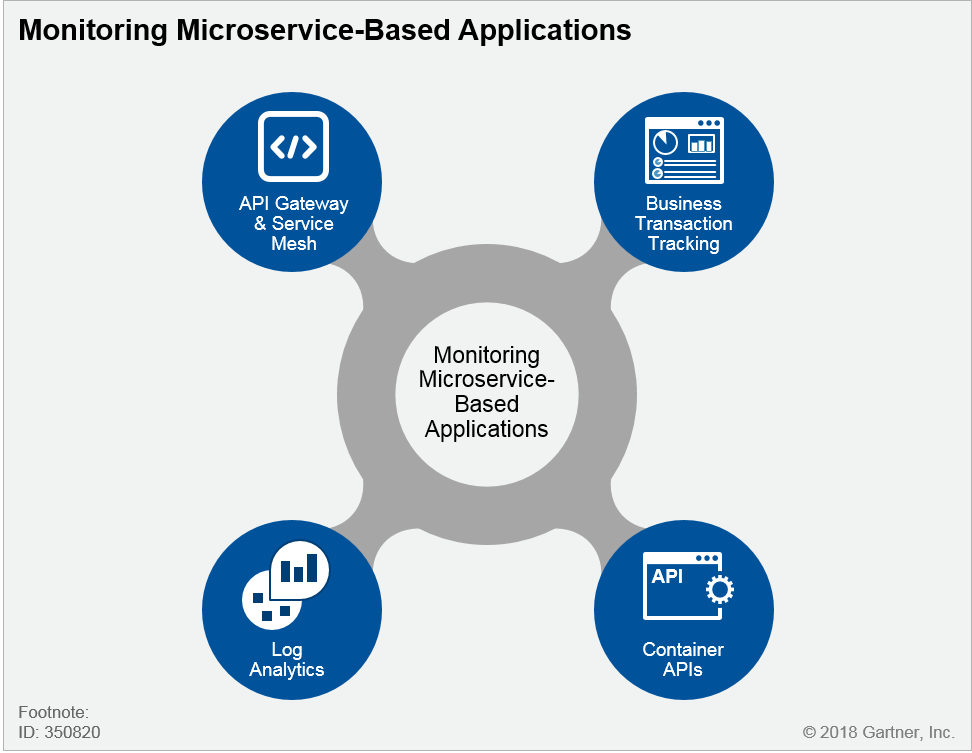 Monitoring Microservice-Based Applications
API Gateway
& Service
Mesh
Business
Transaction
Tracking
Monitoring
Microservice-
Based
Applications
Log
Analytics
API
Container
APIs
Footnote:
ID: 350820
© 2018 Gartner, Inc.